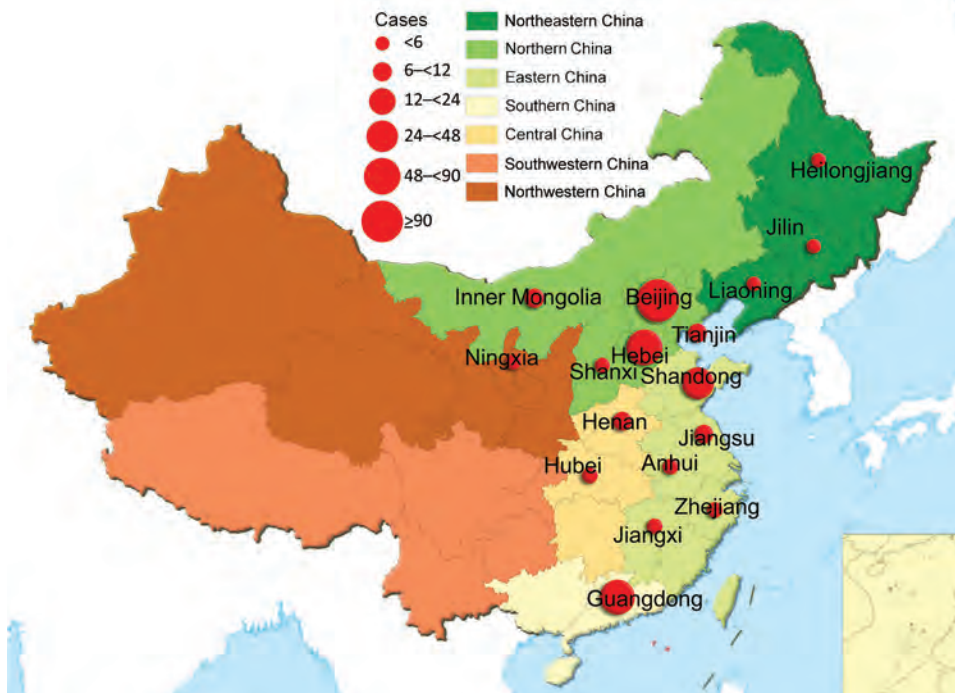 Cases
<6
6–<12
12–<24
24–<48
48–<90
≥90
Northeastern China
Northern China
Eastern China
Southern China
Central China
Southwestern China
Northwestern China
Heilongjiang
Jilin
Liaoning
Inner Mongolia
Beijing
Tianjin
Hebei
Ningxia
Shanxi
Shandong
Henan
Jiangsu
Hubei
Anhui
Zhejiang
Jiangxi
Guangdong